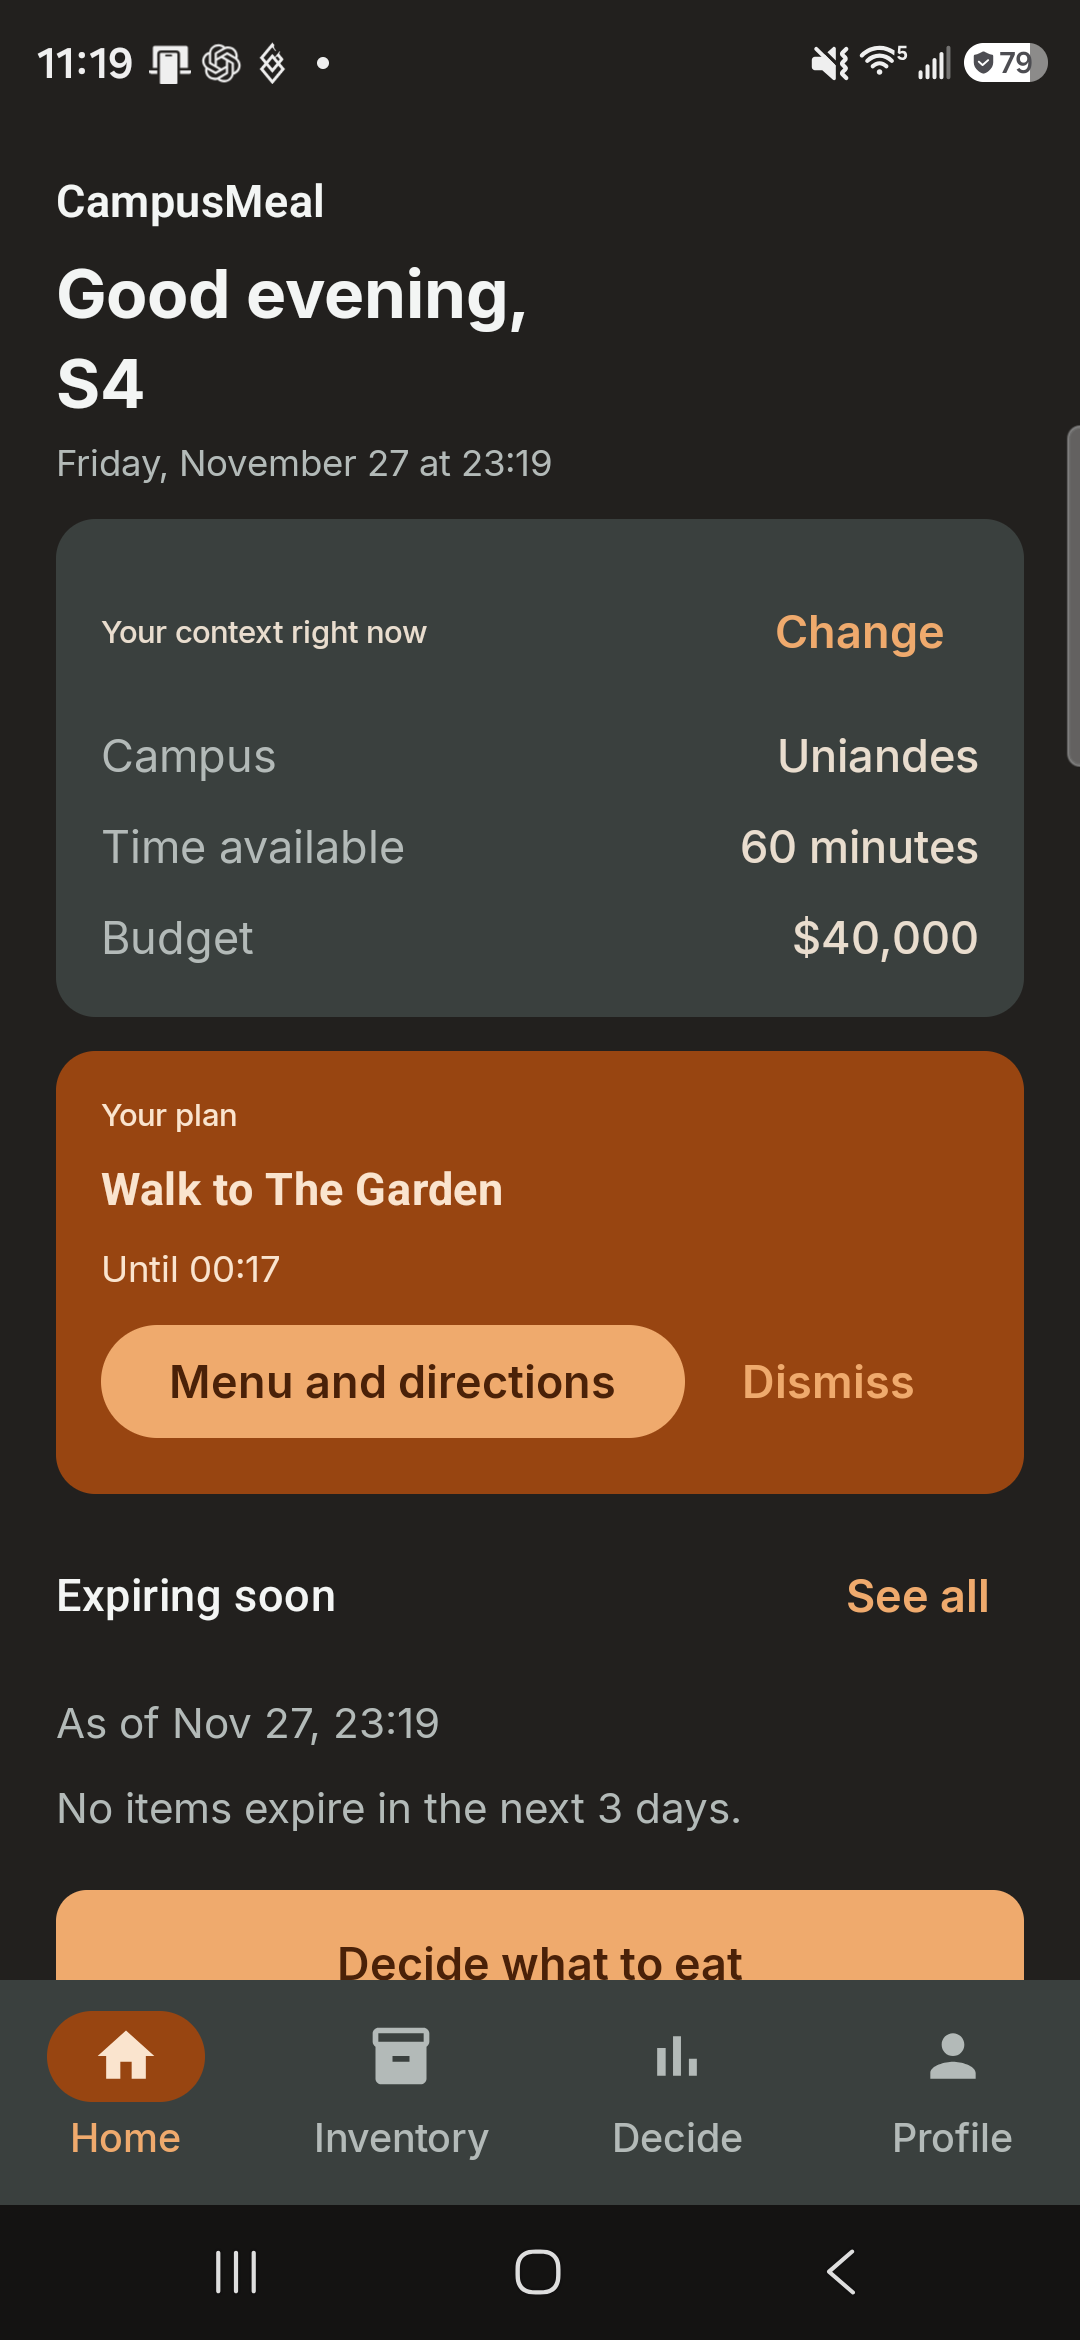 11:19
5
79
CampusMeal
Good evening,
S4
Friday, November 27 at 23:19
Your context right now
Change
Campus
Uniandes
Time available
60 minutes
Budget
$40,000
Your plan
Walk to The Garden
Until 00:17
Menu and directions
Dismiss
Expiring soon
See all
As of Nov 27, 23:19
No items expire in the next 3 days.
Decide what to eat
Home
Inventory
Decide
Profile